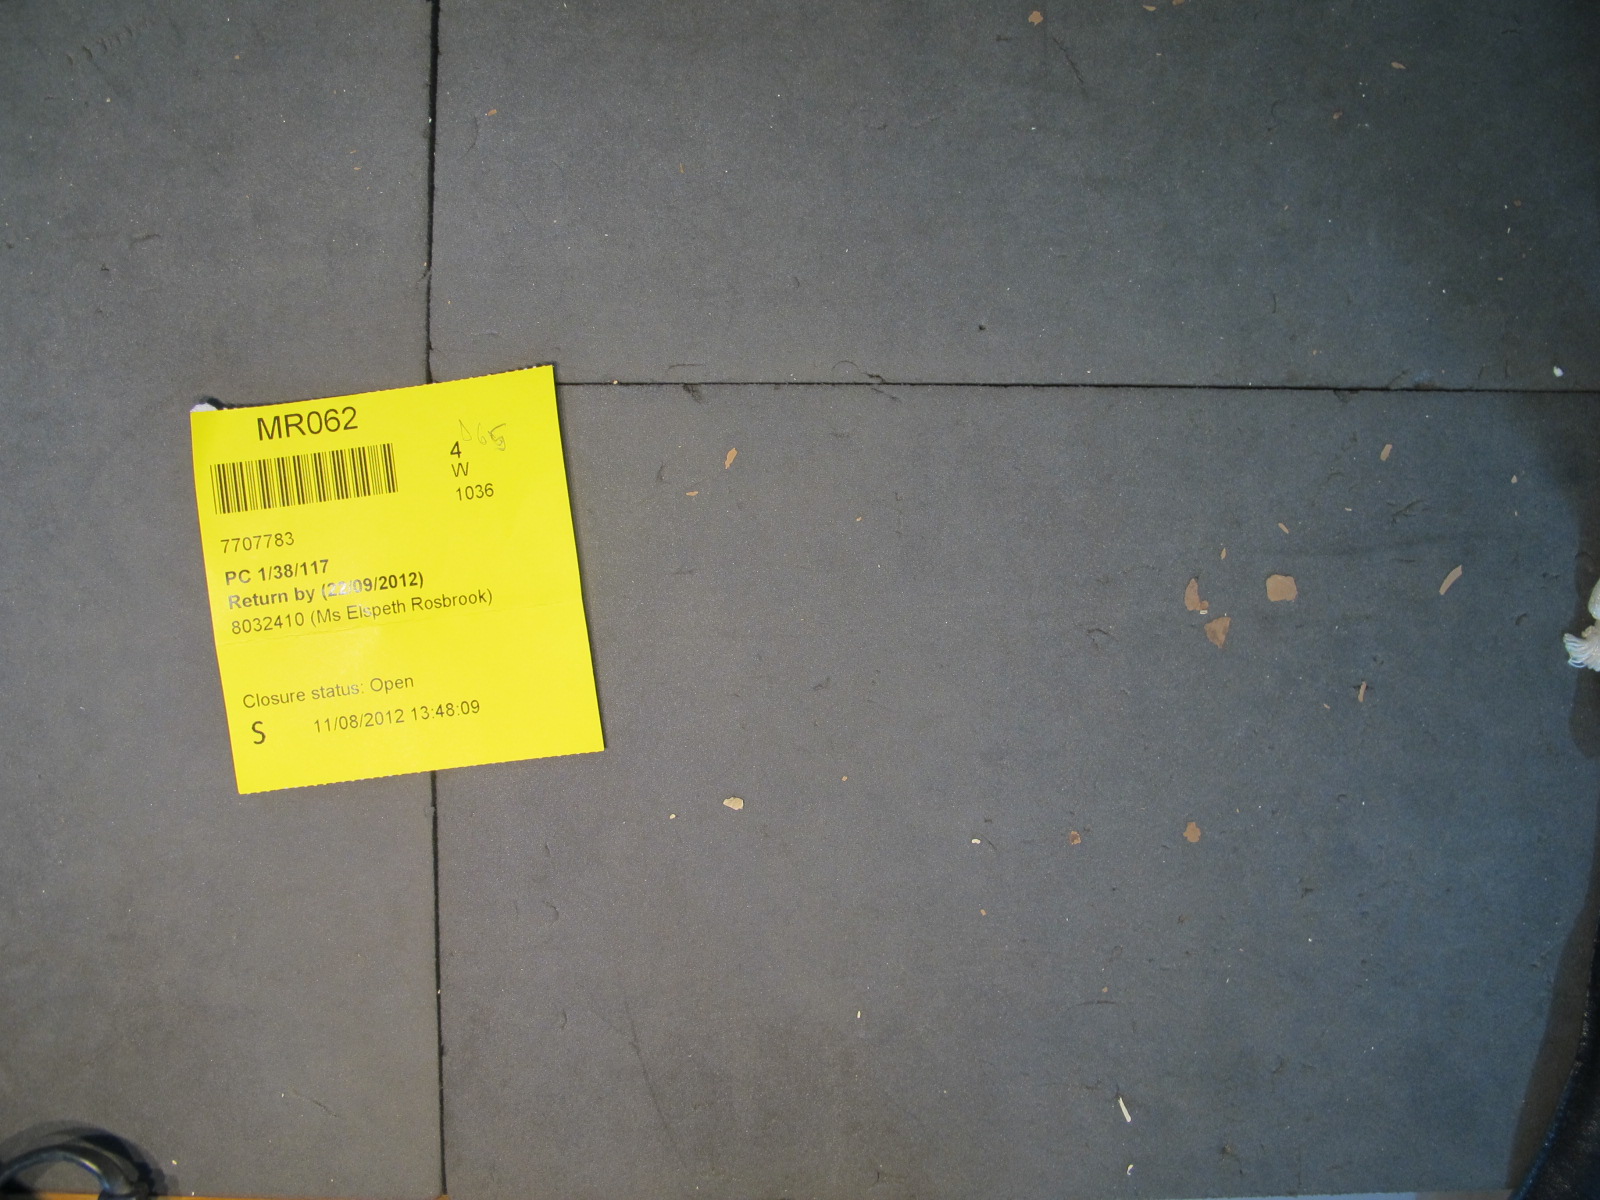 MR062
4
W
1036
7707783
PC 1/38/117
Return by (22/09/2012)
8032410 (Ms Elspeth Rosbrook)
Closure status: Open
S 11/08/2012 13:48:09